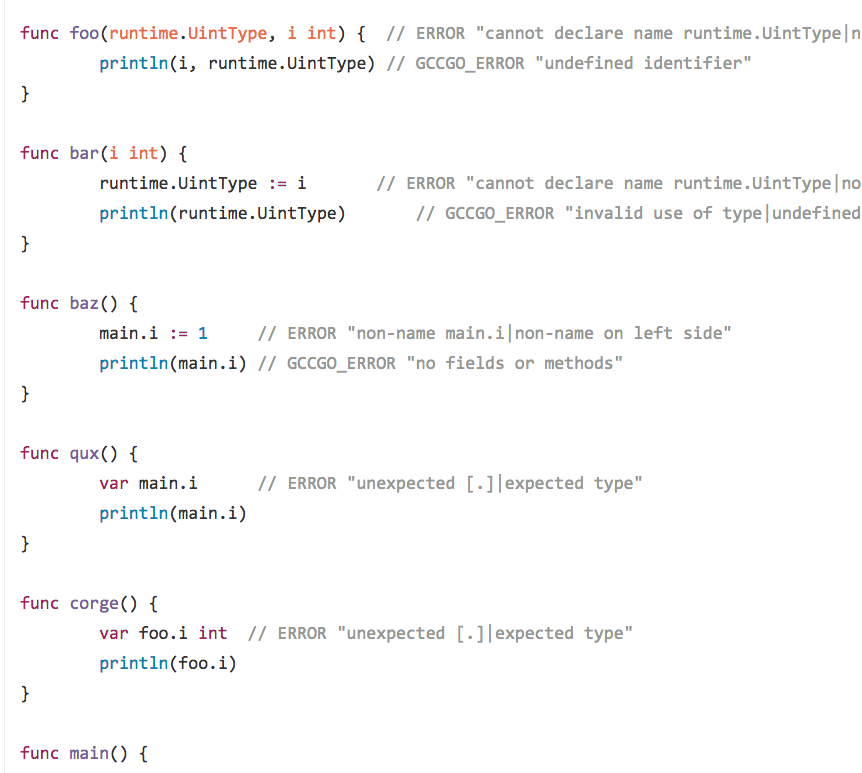 func foo(runtime.UintType, i int) {  // ERROR "cannot declare name runtime.UintType|n
        println(i, runtime.UintType) // GCCGO_ERROR "undefined identifier"
}

func bar(i int) {
        runtime.UintType := i       // ERROR "cannot declare name runtime.UintType|no
        println(runtime.UintType)       // GCCGO_ERROR "invalid use of type|undefined
}

func baz() {
        main.i := 1     // ERROR "non-name main.i|non-name on left side"
        println(main.i) // GCCGO_ERROR "no fields or methods"
}

func qux() {
        var main.i      // ERROR "unexpected [.]|expected type"
        println(main.i)
}

func corge() {
        var foo.i int  // ERROR "unexpected [.]|expected type"
        println(foo.i)
}

func main() {